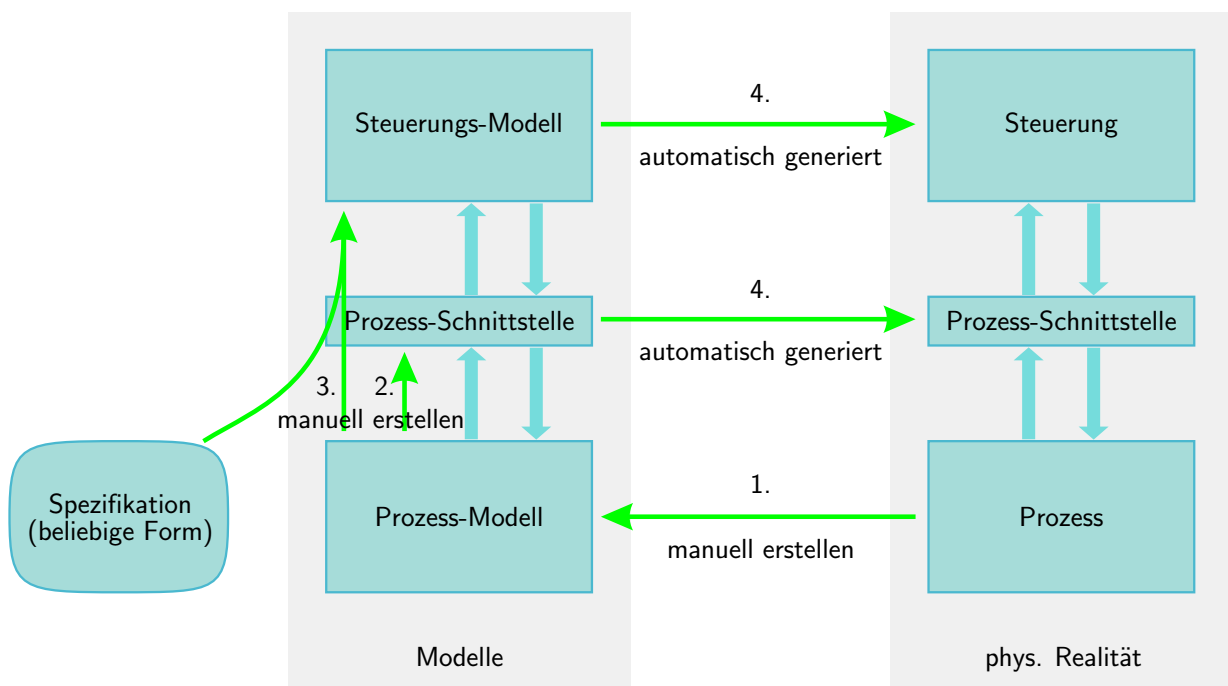 4.
Steuerungs-Modell
Steuerung
automatisch generiert
4.
Prozess-Schnittstelle
Prozess-Schnittstelle
automatisch generiert
3.
2.
manuell erstellen
1.
Spezifikation
(beliebige Form)
Prozess-Modell
Prozess
manuell erstellen
Modelle
phys. Realität